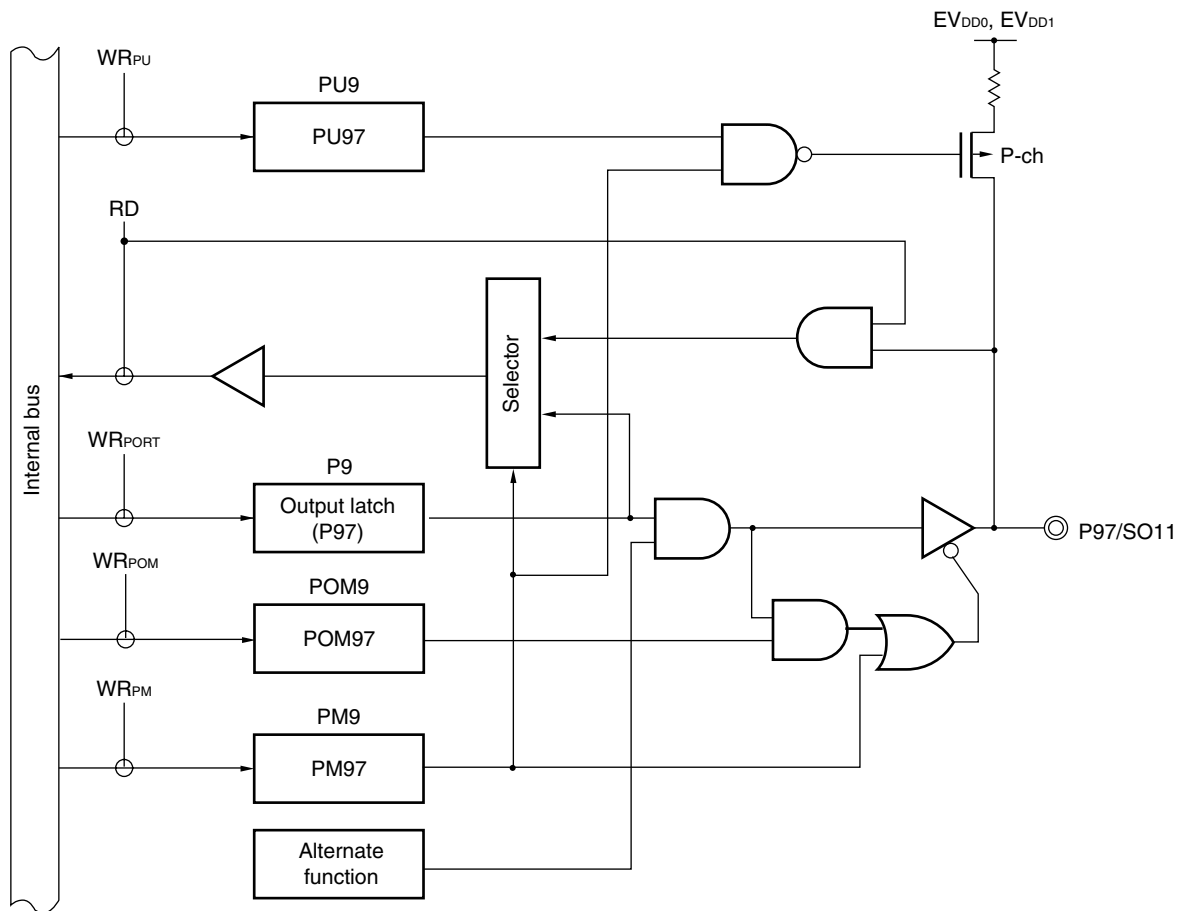 EVDD0, EVDD1
WRPU
PU9
PU97
P-ch
RD
Selector
Internal bus
WRPORT
P9
Output latch
(P97)
P97/SO11
WRPOM
POM9
POM97
WRPM
PM9
PM97
Alternate
function